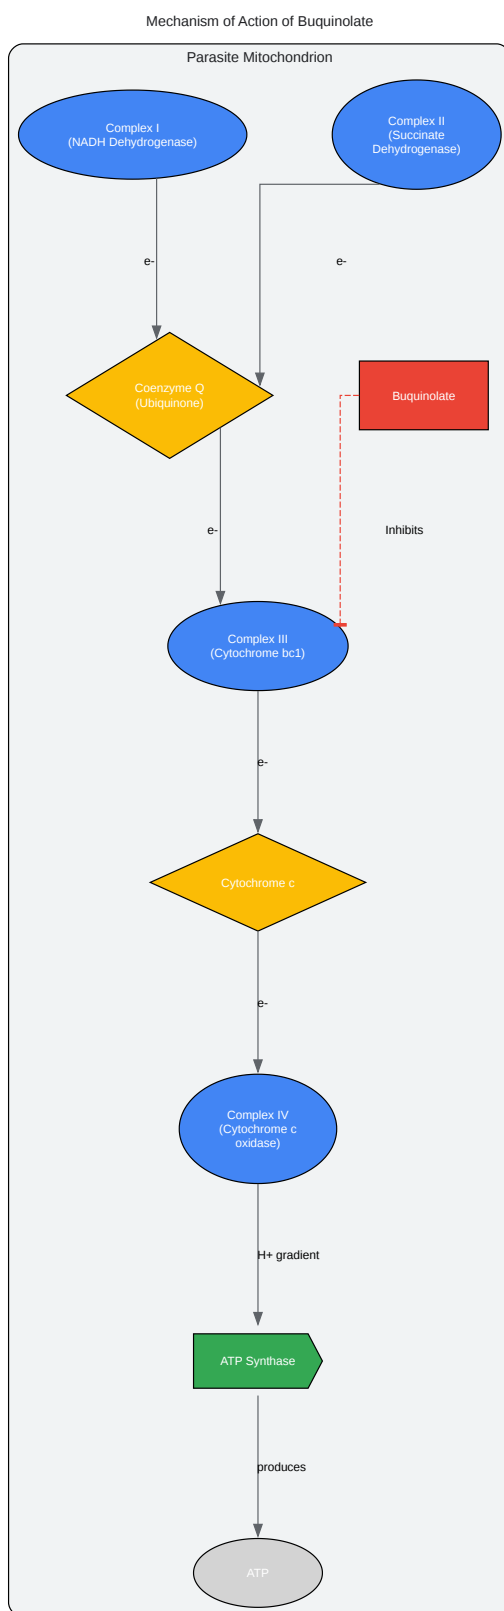 Mechanism of Action of Buquinolate
Parasite Mitochondrion
Complex I
(NADH Dehydrogenase)
Complex II
(Succinate
Dehydrogenase)
e-
e-
Coenzyme Q
(Ubiquinone)
Buquinolate
e-
Inhibits
Complex III
(Cytochrome bc1)
e-
Cytochrome c
e-
Complex IV
(Cytochrome c
oxidase)
H+ gradient
ATP Synthase
produces
ATP